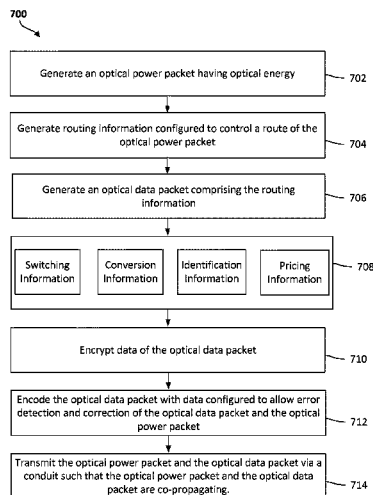 700
Generate an optical power packet having optical energy
702
Generate routing information configured to control a route of the
optical power packet
704
Generate an optical data packet comprising the routing
information
706
Switching
Information
Conversion
Information
Identification
Information
Pricing
Information
708
Encrypt data of the optical data packet
710
Encode the optical data packet with data configured to allow error
detection and correction of the optical data packet and the optical
power packet
712
Transmit the optical power packet and the optical data packet via a
conduit such that the optical power packet and the optical data
packet are co-propagating.
714